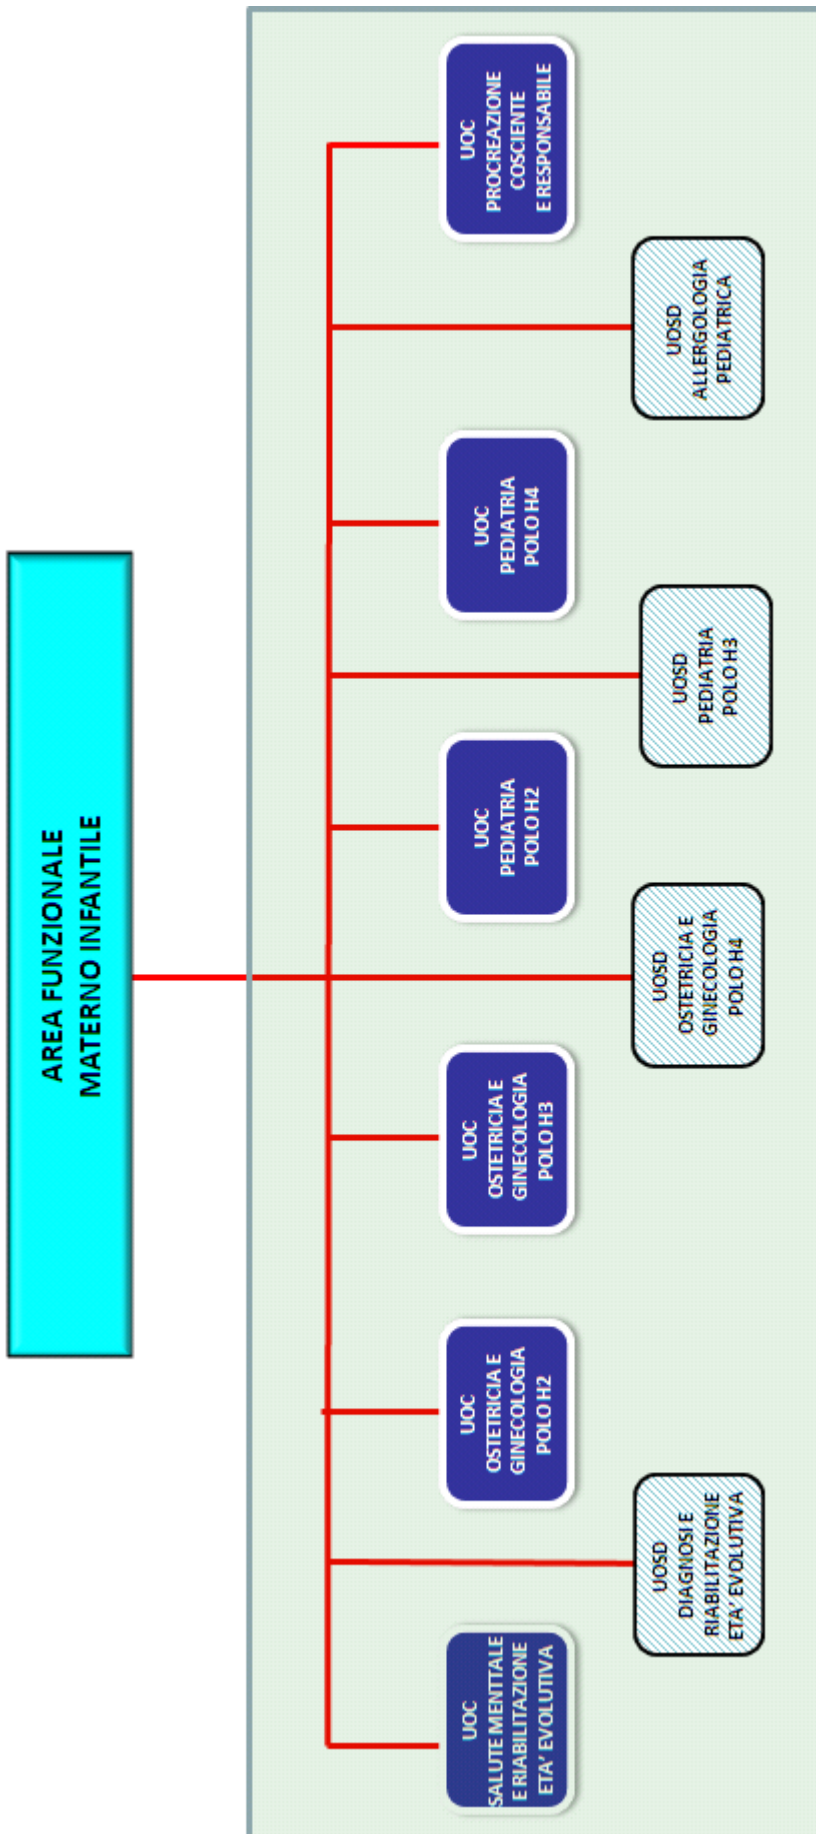 AREA FUNZIONALE
MATERNO INFANTILE
UOC
SALUTE MENTTALE
E RIABILITAZIONE
ETA' EVOLUTIVA
UOC
OSTETRICIA E
GINECOLOGIA
POLO H2
UOC
OSTETRICIA E
GINECOLOGIA
POLO H3
UOC
PEDIATRIA
POLO H2
UOC
PEDIATRIA
POLO H4
UOC
PROCREAZIONE
COSCIENTE
E RESPONSABILE
UOSD
DIAGNOSI E
RIABILITAZIONE
ETA' EVOLUTIVA
UOSD
OSTETRICIA E
GINECOLOGIA
POLO H4
UOSD
PEDIATRIA
POLO H3
UOSD
ALLERGOLOGIA
PEDIATRICA